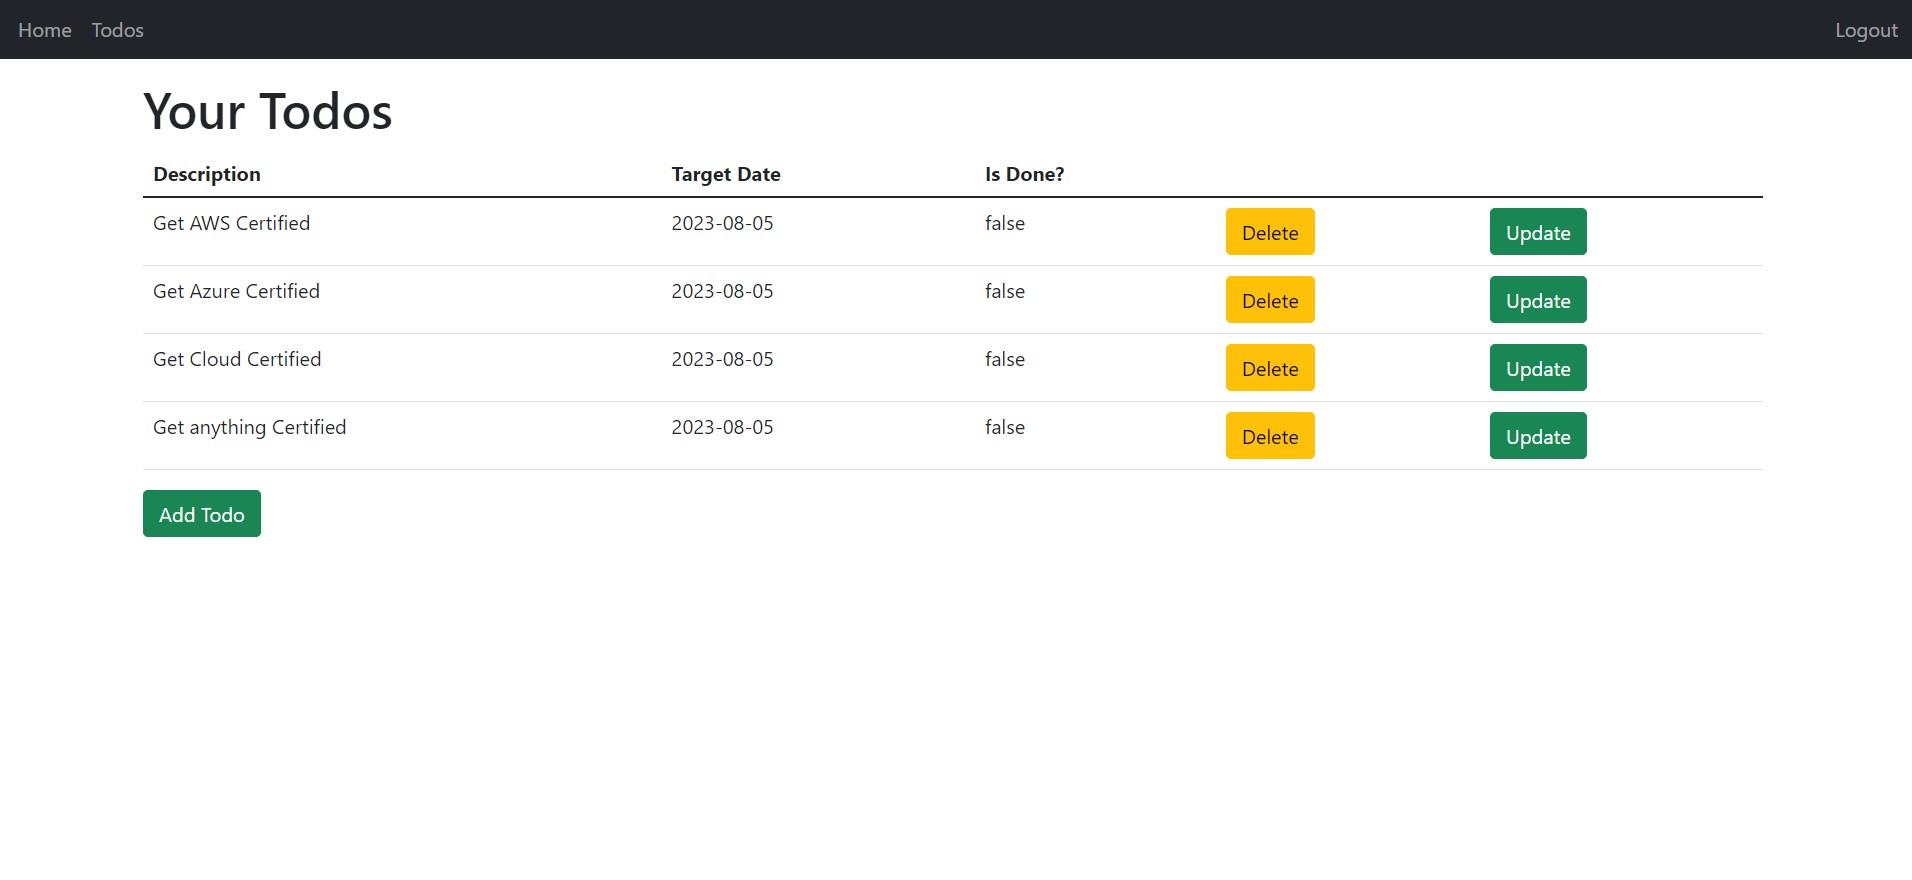 Home Todos Logout
Your Todos
Description Target Date Is Done?
Get AWS Certified 2023-08-05 false Delete Update
Get Azure Certified 2023-08-05 false Delete Update
Get Cloud Certified 2023-08-05 false Delete Update
Get anything Certified 2023-08-05 false Delete Update
Add Todo